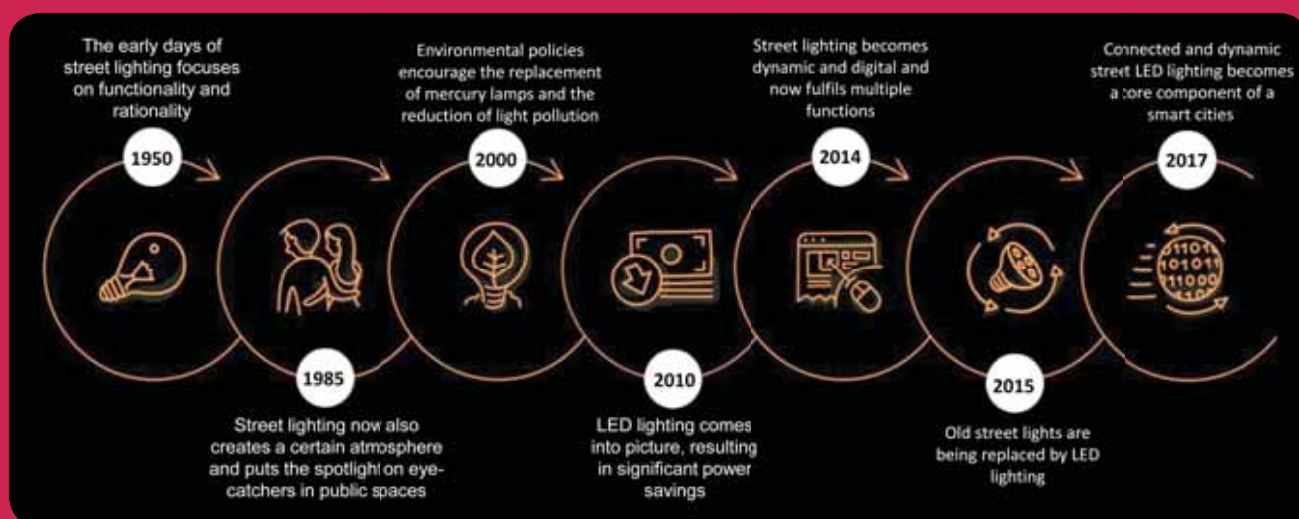 The early days of
street lighting focuses
on functionality and
rationality
1950
1985
Street lighting now also
creates a certain atmosphere
and puts the spotlight on eye-
catchers in public spaces
Environmental policies
encourage the replacement
of mercury lamps and the
reduction of light pollution
2000
2010
LED lighting comes
into picture, resulting
in significant power
savings
Street lighting becomes
dynamic and digital and
now fulfils multiple
functions
2014
2015
Old street lights are
being replaced by LED
lighting
Connected and dynamic
street LED lighting becomes
a core component of a
smart cities
2017
01101
101011
011000
1101